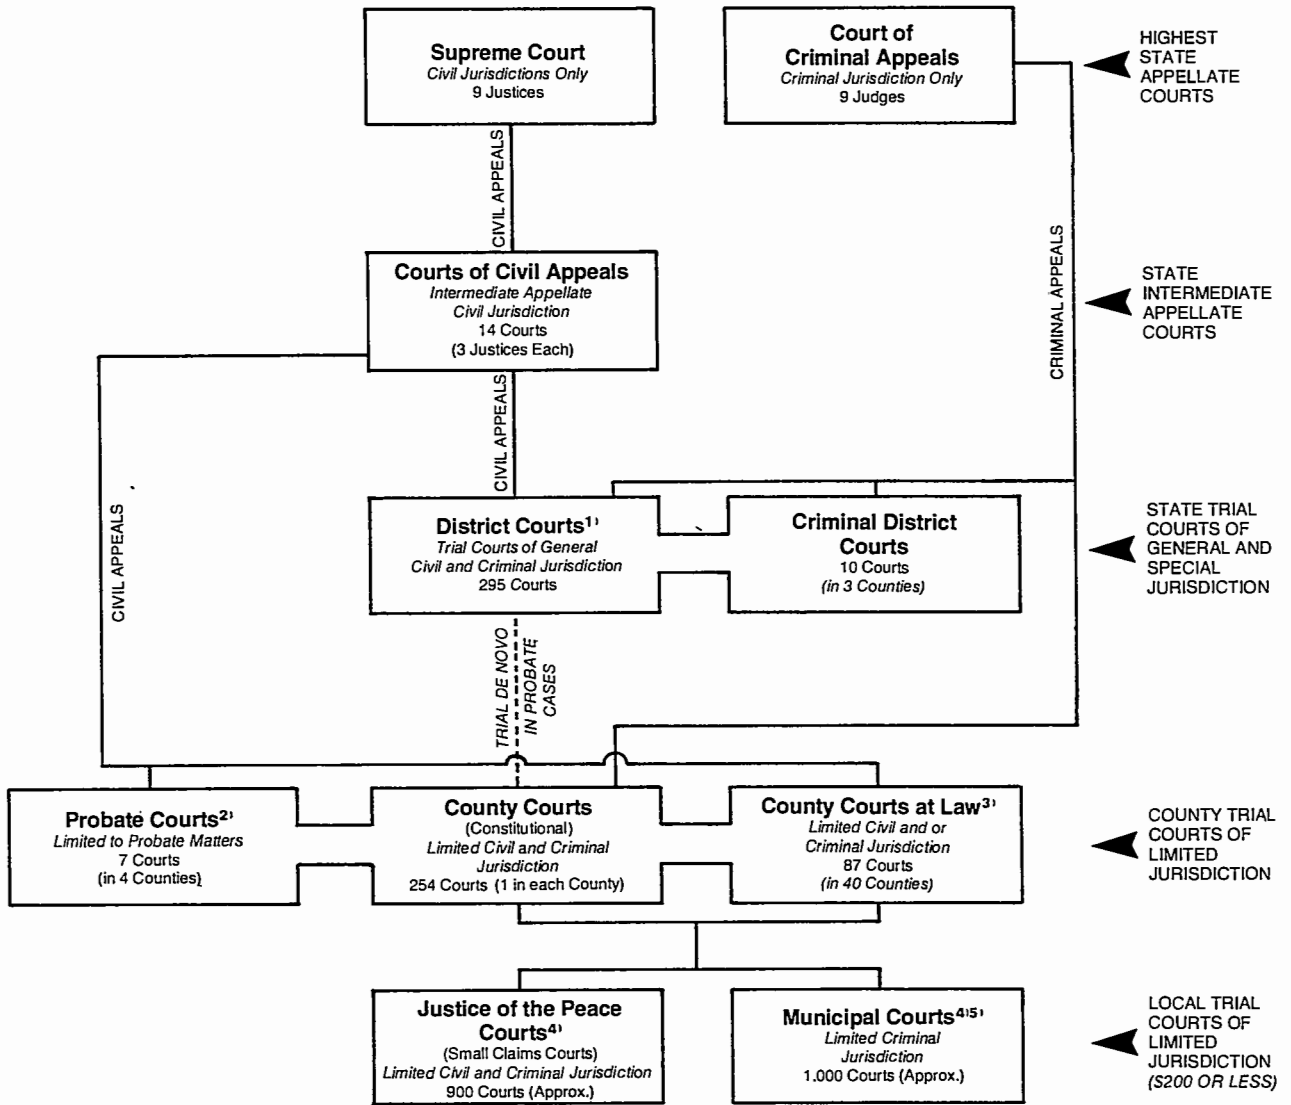 Supreme Court
Civil Jurisdictions Only
9 Justices
Court of
Criminal Appeals
Criminal Jurisdiction Only
9 Judges
HIGHEST
STATE
APPELLATE
COURTS
CIVIL APPEALS
CRIMINAL APPEALS
Courts of Civil Appeals
Intermediate Appellate
Civil Jurisdiction
14 Courts
(3 Justices Each)
STATE
INTERMEDIATE
APPELLATE
COURTS
CIVIL APPEALS
CIVIL APPEALS
District Courts1)
Trial Courts of General
Civil and Criminal Jurisdiction
295 Courts
Criminal District
Courts
10 Courts
(in 3 Counties)
STATE TRIAL
COURTS OF
GENERAL AND
SPECIAL
JURISDICTION
TRIAL DE NOVO
IN PROBATE
CASES
Probate Courts2)
Limited to Probate Matters
7 Courts
(in 4 Counties)
County Courts
(Constitutional)
Limited Civil and Criminal
Jurisdiction
254 Courts (1 in each County)
County Courts at Law3)
Limited Civil and or
Criminal Jurisdiction
87 Courts
(in 40 Counties)
COUNTY TRIAL
COURTS OF
LIMITED
JURISDICTION
Justice of the Peace
Courts4)
(Small Claims Courts)
Limited Civil and Criminal Jurisdiction
900 Courts (Approx.)
Municipal Courts4)5)
Limited Criminal
Jurisdiction
1.000 Courts (Approx.)
LOCAL TRIAL
COURTS OF
LIMITED
JURISDICTION
(S200 OR LESS)